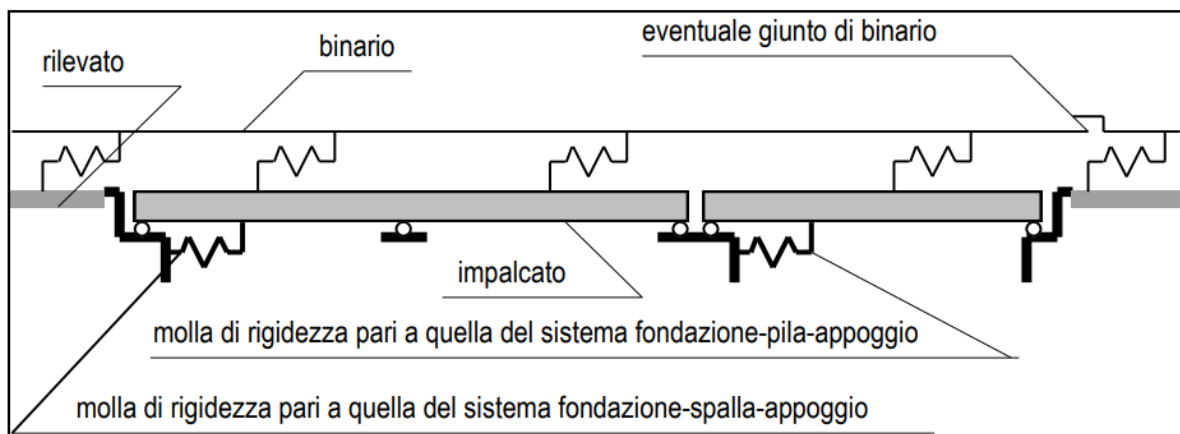 eventuale giunto di binario
binario
rilevato
impalcato
molla di rigidezza pari a quella del sistema fondazione-pila-appoggio
molla di rigidezza pari a quella del sistema fondazione-spalla-appoggio